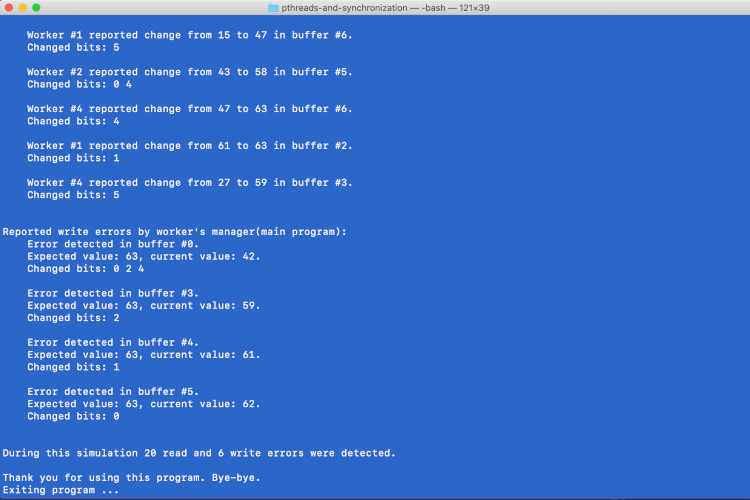 pthreads-and-synchronization — -bash — 121×39
Worker #1 reported change from 15 to 47 in buffer #6.
Changed bits: 5
Worker #2 reported change from 43 to 58 in buffer #5.
Changed bits: 0 4
Worker #4 reported change from 47 to 63 in buffer #6.
Changed bits: 4
Worker #1 reported change from 61 to 63 in buffer #2.
Changed bits: 1
Worker #4 reported change from 27 to 59 in buffer #3.
Changed bits: 5
Reported write errors by worker's manager(main program):
Error detected in buffer #0.
Expected value: 63, current value: 42.
Changed bits: 0 2 4
Error detected in buffer #3.
Expected value: 63, current value: 59.
Changed bits: 2
Error detected in buffer #4.
Expected value: 63, current value: 61.
Changed bits: 1
Error detected in buffer #5.
Expected value: 63, current value: 62.
Changed bits: 0
During this simulation 20 read and 6 write errors were detected.
Thank you for using this program. Bye-bye.
Exiting program ...